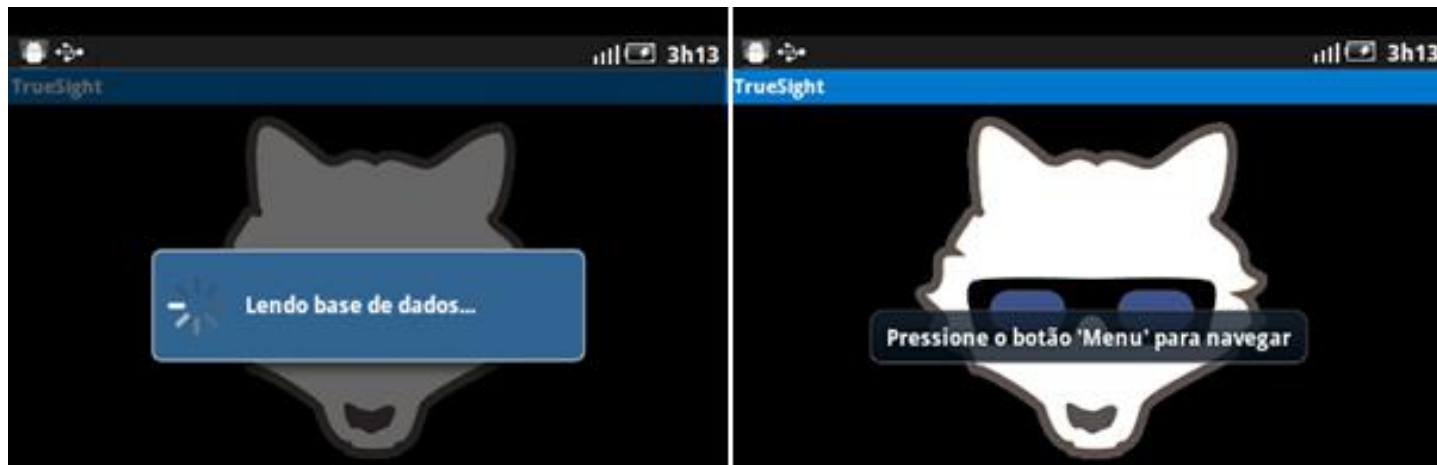 3h13
TrueSight
Lendo base de dados...
3h13
TrueSight
Pressione o botão 'Menu' para navegar